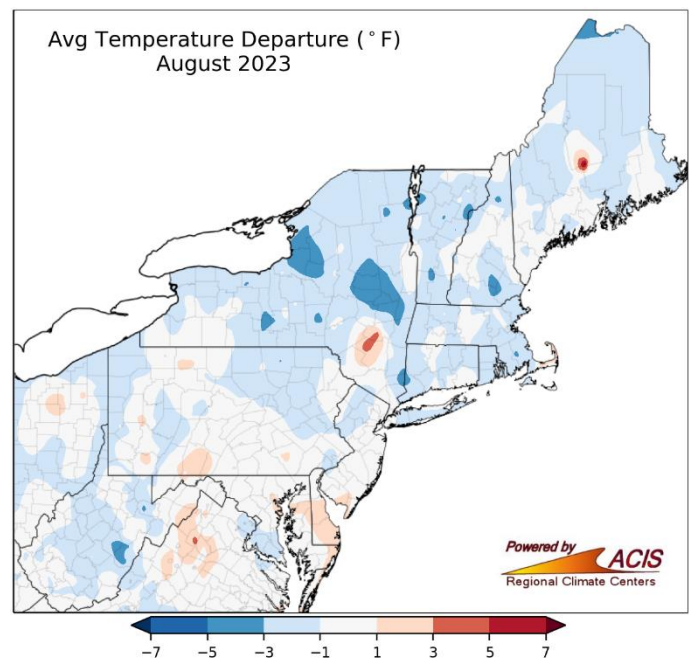 Avg Temperature Departure (°F)
August 2023
Powered by
ACIS
Regional Climate Centers
−7 −5 −3 −1 1 3 5 7